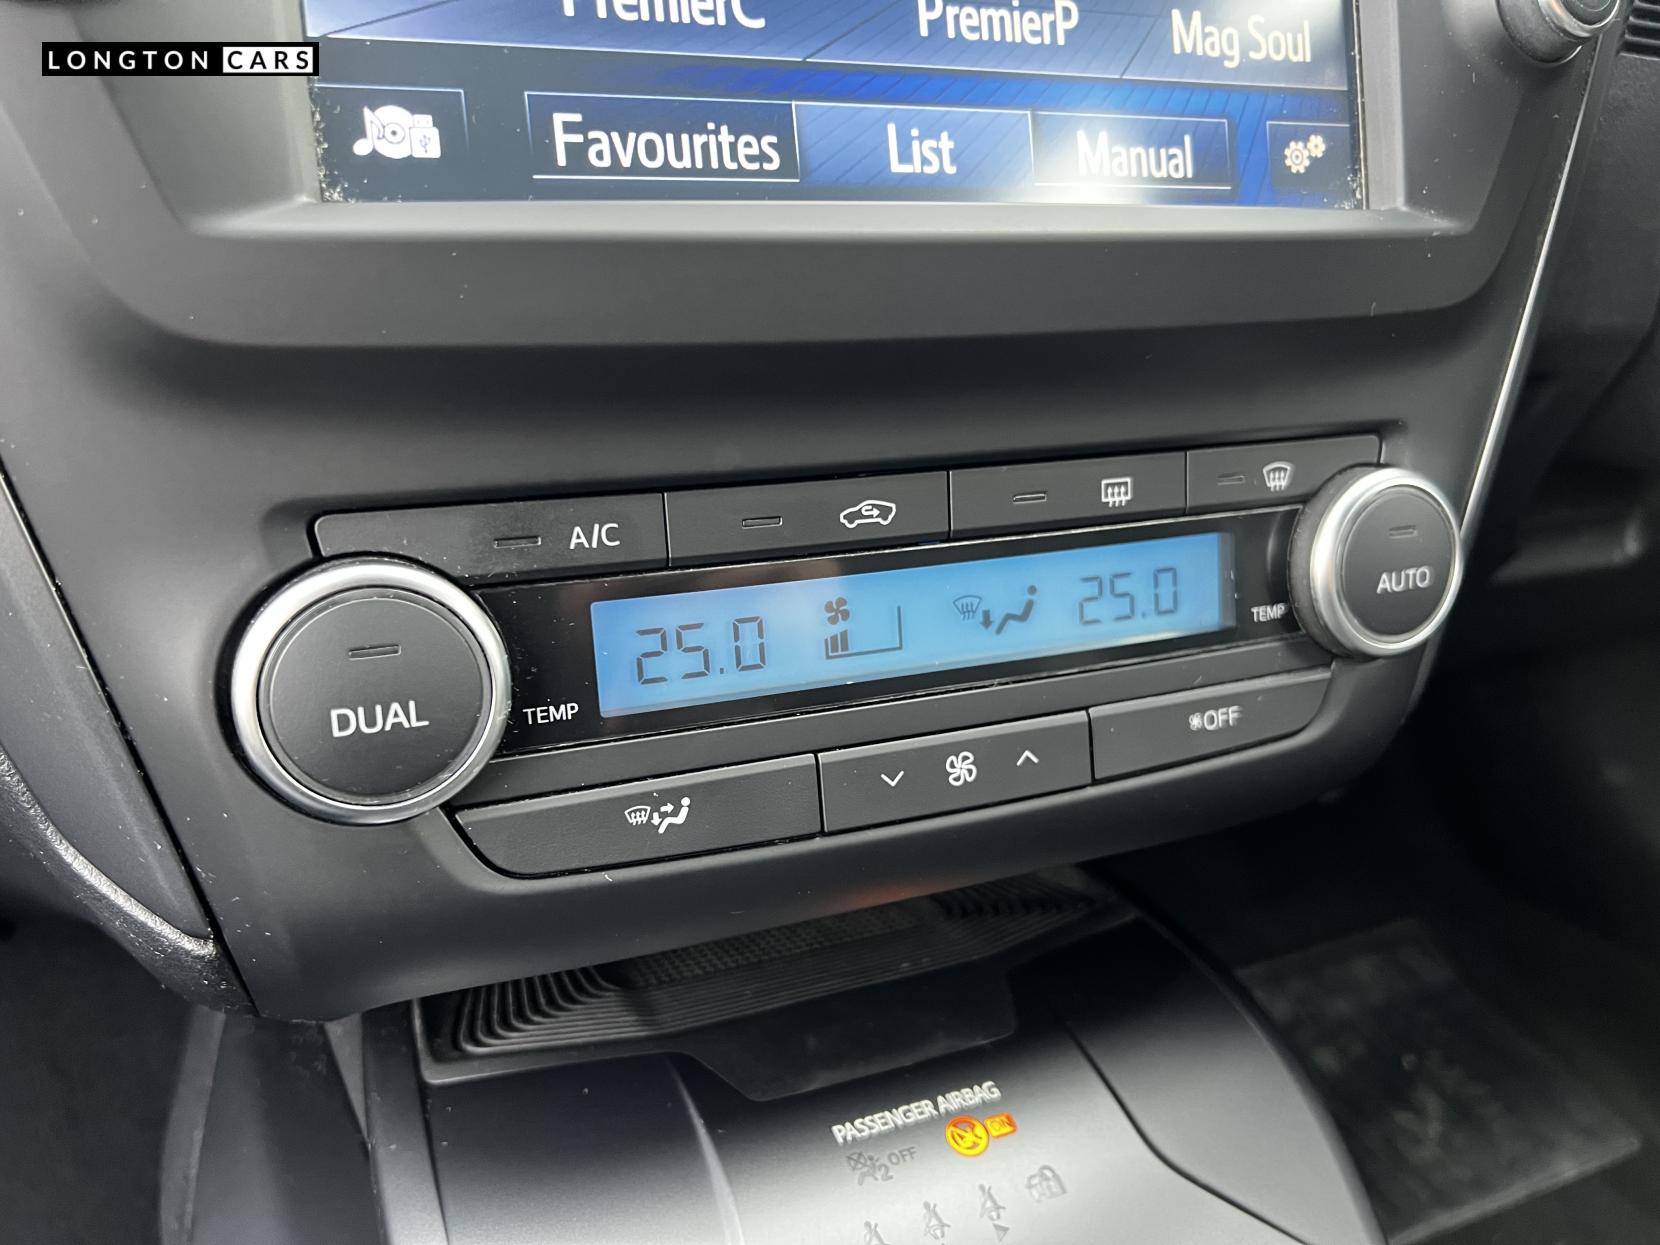 LONGTON CARS
PremierC PremierP Mag Soul
Favourites List Manual
A/C
25.0 25.0
DUAL TEMP TEMP AUTO
OFF
PASSENGER AIRBAG
2 OFF ON